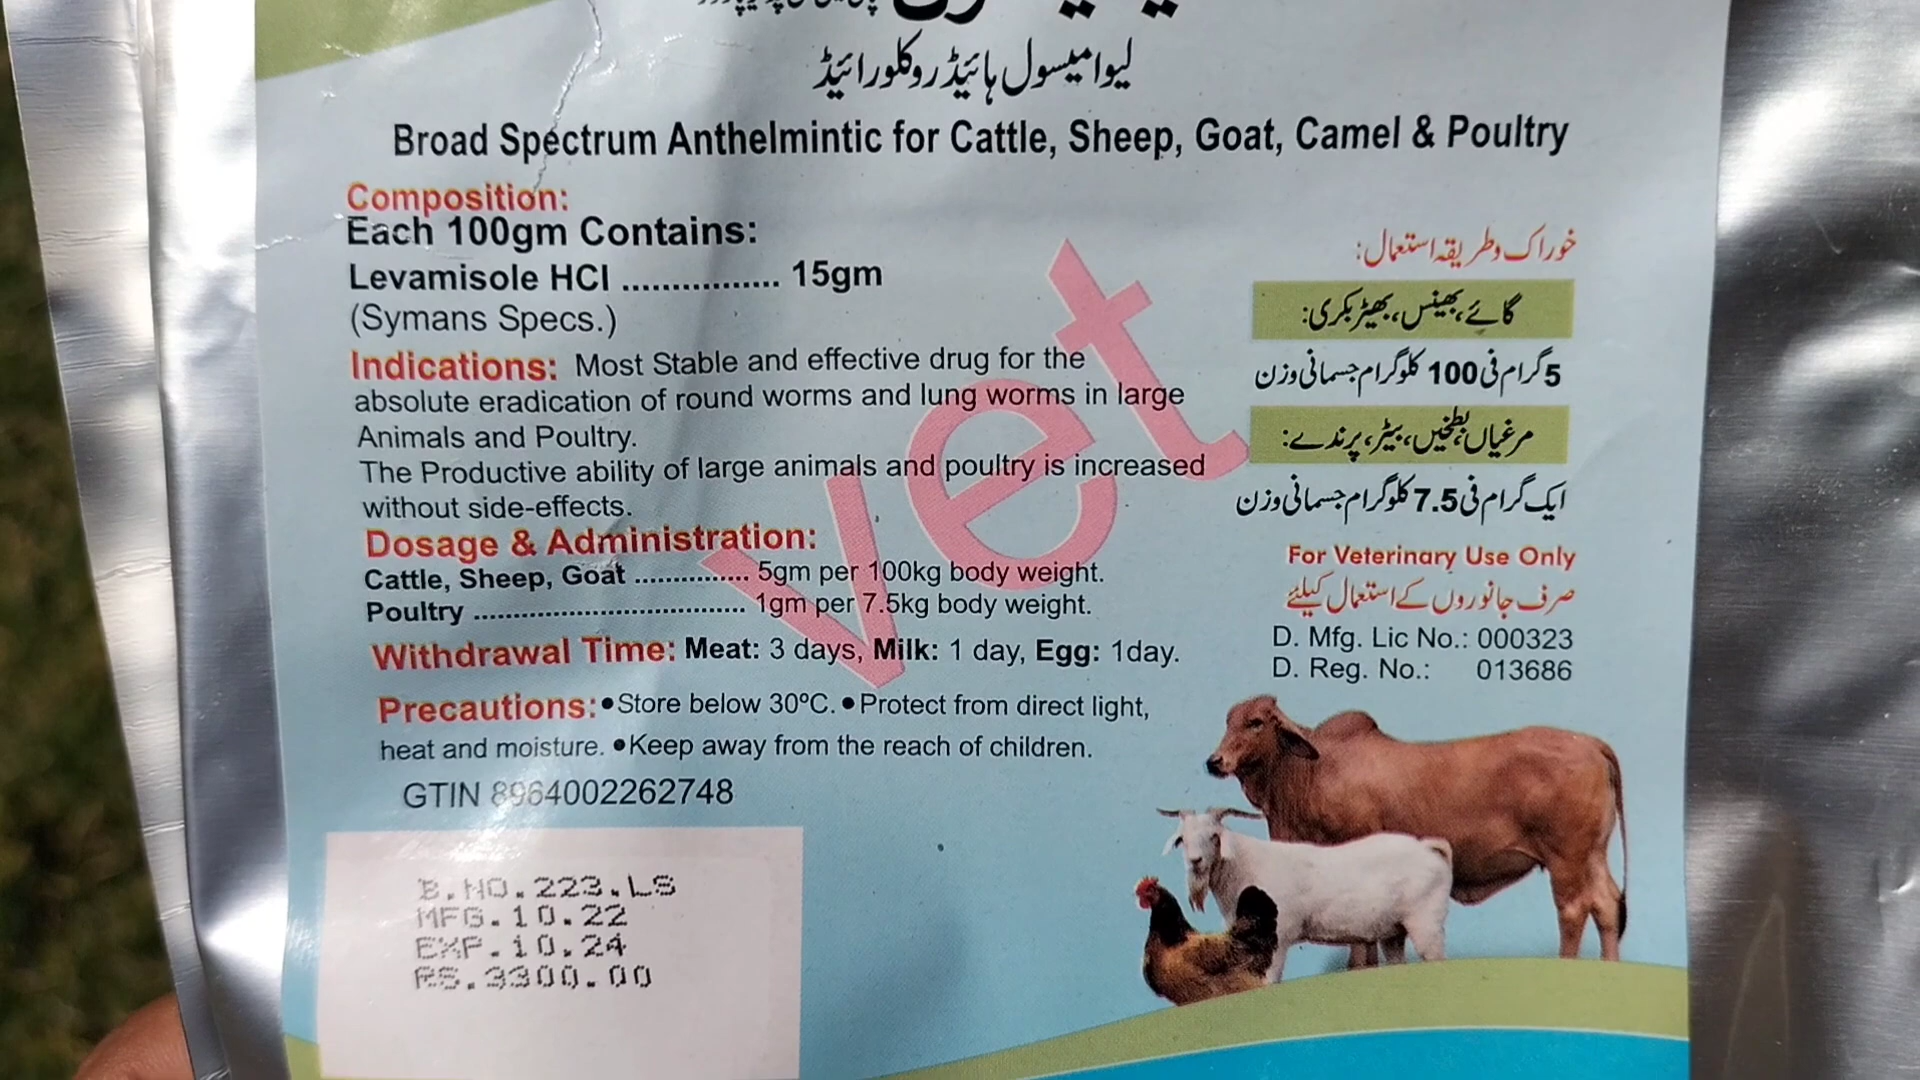 لیوامیسول ہائیڈروکلورائیڈ
Broad Spectrum Anthelmintic for Cattle, Sheep, Goat, Camel & Poultry
Composition:
Each 100gm Contains:
Levamisole HCl ................ 15gm
(Symans Specs.)
Indications: Most Stable and effective drug for the
absolute eradication of round worms and lung worms in large
Animals and Poultry.
The Productive ability of large animals and poultry is increased
without side-effects.
Dosage & Administration:
Cattle, Sheep, Goat ............... 5gm per 100kg body weight.
Poultry ................................ 1gm per 7.5kg body weight.
Withdrawal Time: Meat: 3 days, Milk: 1 day, Egg: 1day.
Precautions: •Store below 30ºC. •Protect from direct light,
heat and moisture. •Keep away from the reach of children.
GTIN 8964002262748
vet
خوراک وطریقہ استعمال:
گائے، بھینس، بھیڑ بکری:
5 گرام فی 100 کلوگرام جسمانی وزن
مرغیاں، بطخیں، بیٹر، پرندے:
ایک گرام فی 7.5 کلوگرام جسمانی وزن
For Veterinary Use Only
صرف جانوروں کے استعمال کیلئے
D. Mfg. Lic No.: 000323
D. Reg. No.: 013686
B.NO.223.LS
MFG.10.22
EXP.10.24
RS.3300.00